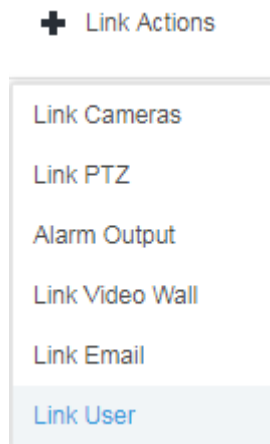 Link Actions
Link Cameras
Link PTZ
Alarm Output
Link Video Wall
Link Email
Link User